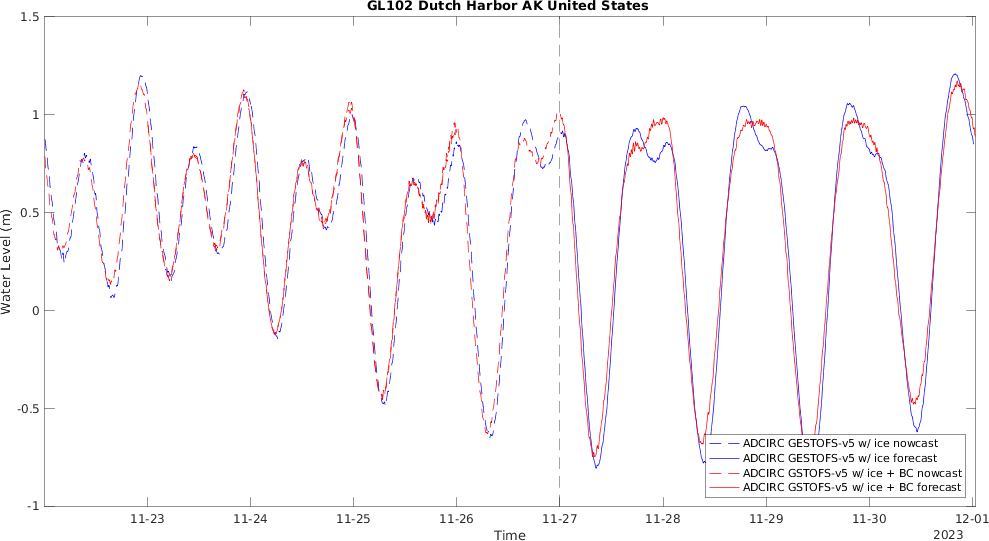 GL102 Dutch Harbor AK United States
1.5
1
0.5
0
-0.5
-1
Water Level (m)
11-23
11-24
11-25
11-26
11-27
11-28
11-29
11-30
12-01
Time
2023
ADCIRC GESTOFS-v5 w/ ice nowcast
ADCIRC GESTOFS-v5 w/ ice forecast
ADCIRC GSTOFS-v5 w/ ice + BC nowcast
ADCIRC GSTOFS-v5 w/ ice + BC forecast